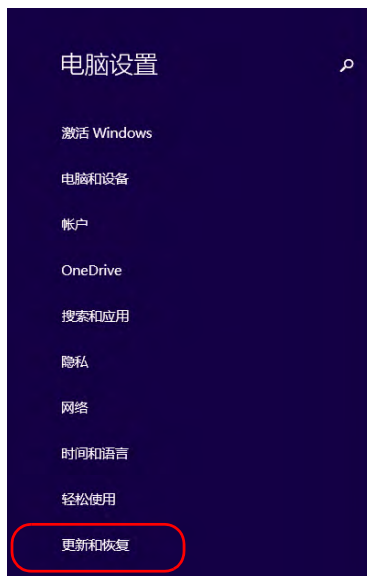 电脑设置
激活 Windows
电脑和设备
帐户
OneDrive
搜索和应用
隐私
网络
时间和语言
轻松使用
更新和恢复